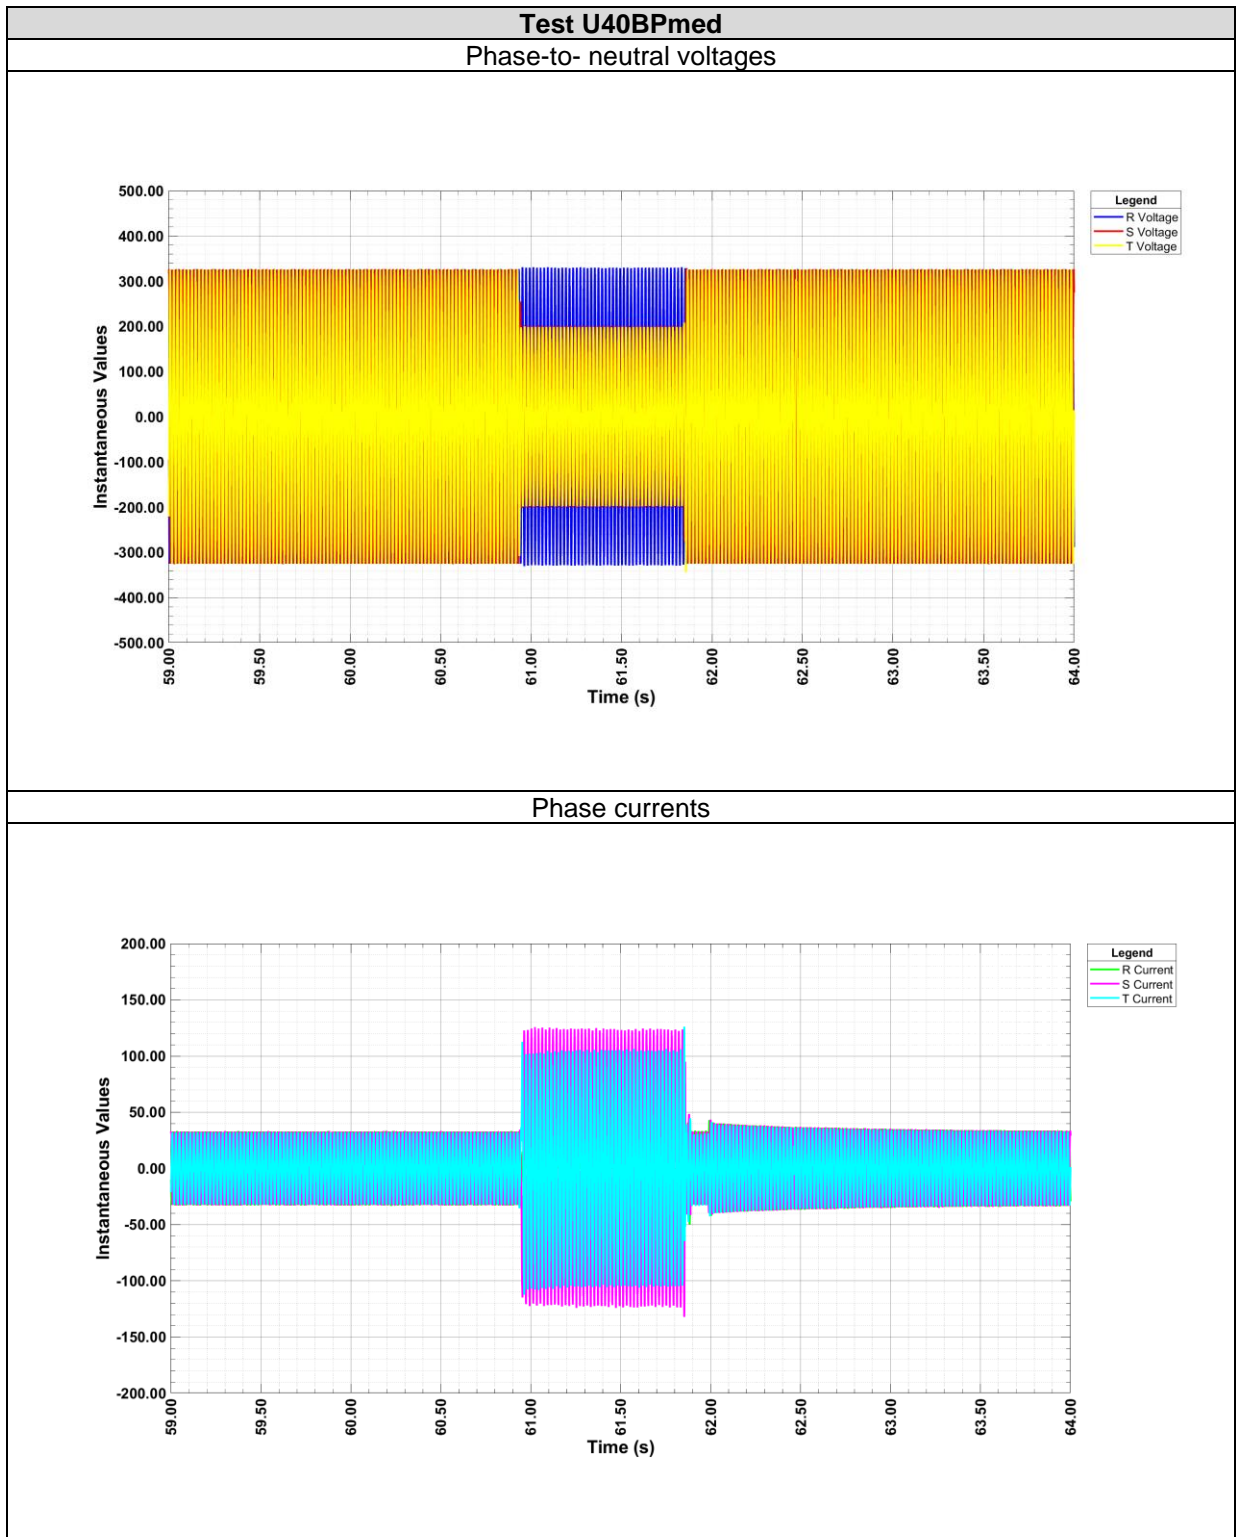 Test U40BPmed
Phase-to- neutral voltages
500.00
400.00
300.00
200.00
100.00
0.00
-100.00
-200.00
-300.00
-400.00
-500.00
Instantaneous Values
59.00
59.50
60.00
60.50
61.00
61.50
62.00
62.50
63.00
63.50
64.00
Time (s)
Legend
R Voltage
S Voltage
T Voltage
Phase currents
200.00
150.00
100.00
50.00
0.00
-50.00
-100.00
-150.00
-200.00
Instantaneous Values
59.00
59.50
60.00
60.50
61.00
61.50
62.00
62.50
63.00
63.50
64.00
Time (s)
Legend
R Current
S Current
T Current